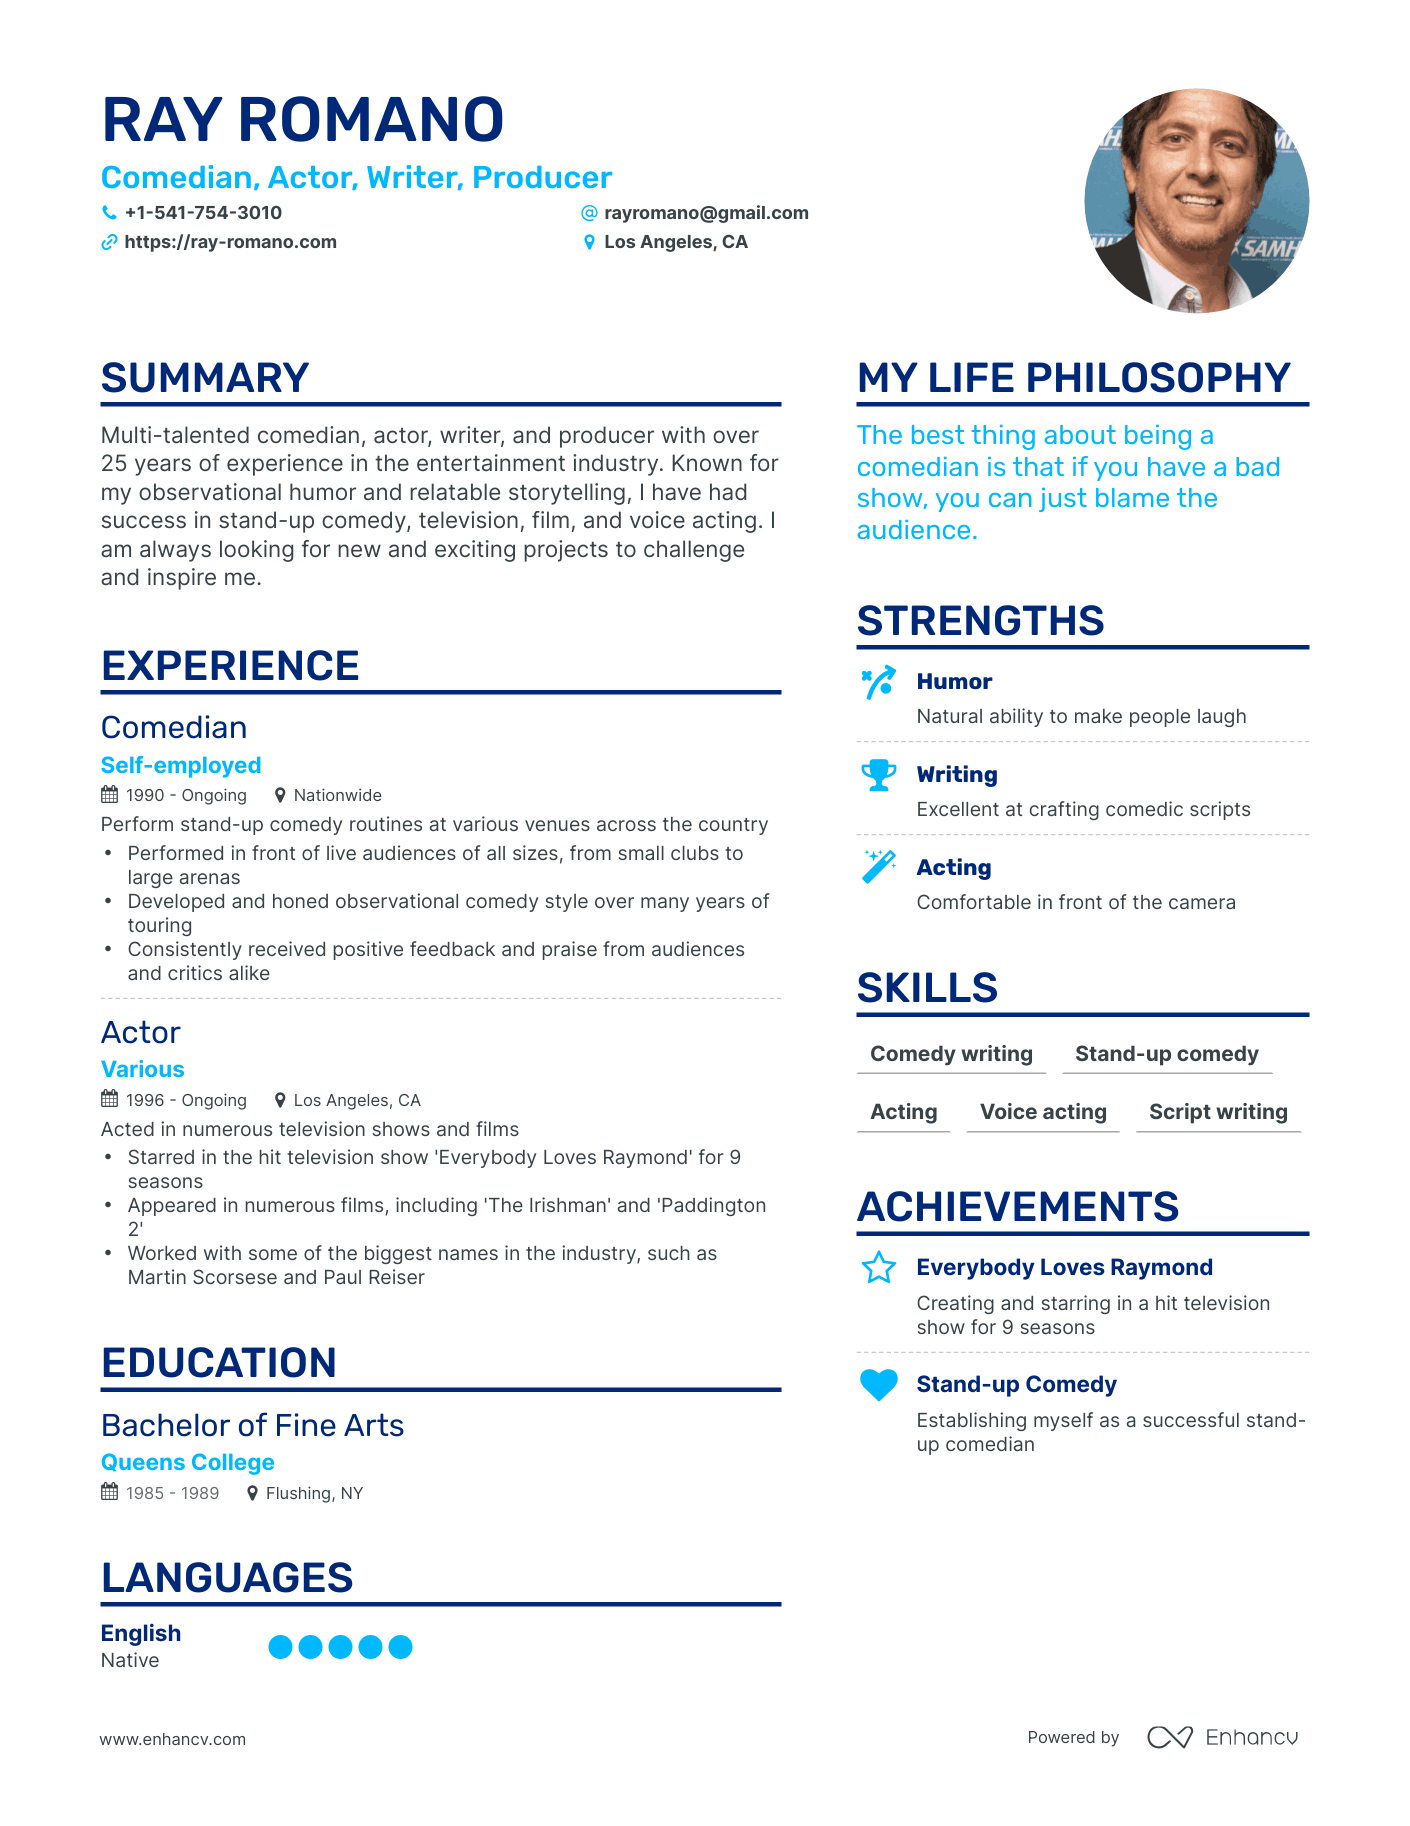 RAY ROMANO
Comedian, Actor, Writer, Producer
+1-541-754-3010
rayromano@gmail.com
https://ray-romano.com
Los Angeles, CA
SAMH
MH
SAMH
SUMMARY
Multi-talented comedian, actor, writer, and producer with over
25 years of experience in the entertainment industry. Known for
my observational humor and relatable storytelling, I have had
success in stand-up comedy, television, film, and voice acting. I
am always looking for new and exciting projects to challenge
and inspire me.
EXPERIENCE
Comedian
Self-employed
1990 - Ongoing
Nationwide
Perform stand-up comedy routines at various venues across the country
• Performed in front of live audiences of all sizes, from small clubs to
large arenas
• Developed and honed observational comedy style over many years of
touring
• Consistently received positive feedback and praise from audiences
and critics alike
Actor
Various
1996 - Ongoing
Los Angeles, CA
Acted in numerous television shows and films
• Starred in the hit television show 'Everybody Loves Raymond' for 9
seasons
• Appeared in numerous films, including 'The Irishman' and 'Paddington
2'
• Worked with some of the biggest names in the industry, such as
Martin Scorsese and Paul Reiser
EDUCATION
Bachelor of Fine Arts
Queens College
1985 - 1989
Flushing, NY
LANGUAGES
English
Native
MY LIFE PHILOSOPHY
The best thing about being a
comedian is that if you have a bad
show, you can just blame the
audience.
STRENGTHS
Humor
Natural ability to make people laugh
Writing
Excellent at crafting comedic scripts
Acting
Comfortable in front of the camera
SKILLS
Comedy writing
Stand-up comedy
Acting
Voice acting
Script writing
ACHIEVEMENTS
Everybody Loves Raymond
Creating and starring in a hit television
show for 9 seasons
Stand-up Comedy
Establishing myself as a successful stand-
up comedian
www.enhancv.com
Powered by
Enhancv